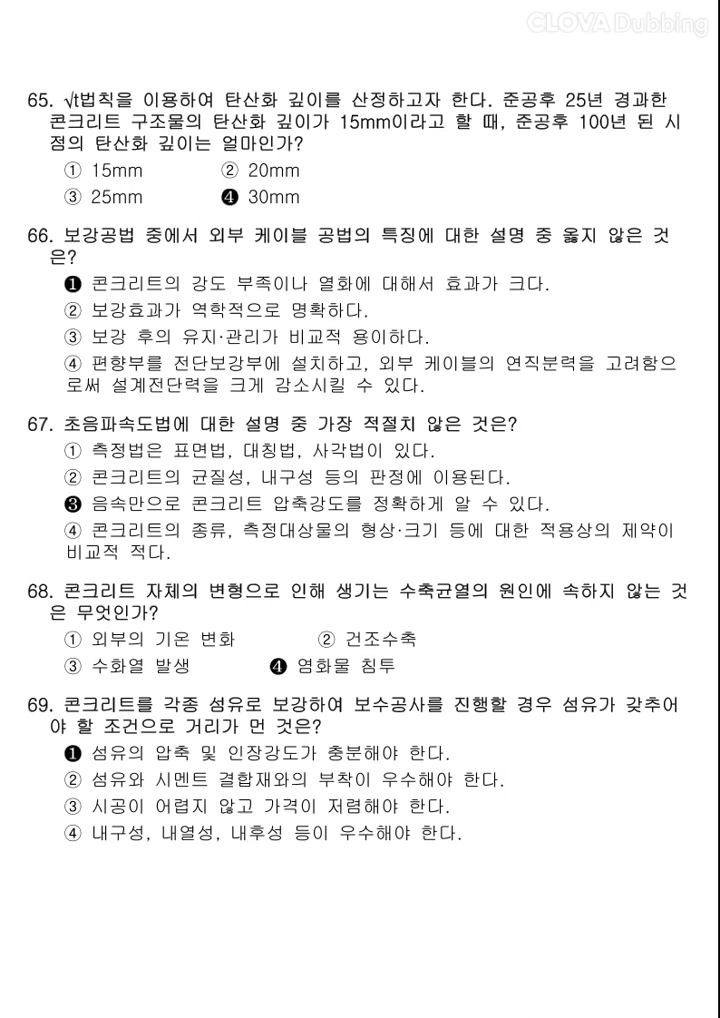 CLOVA Dubbing
65. √t법칙을 이용하여 탄산화 깊이를 산정하고자 한다. 준공후 25년 경과한
콘크리트 구조물의 탄산화 깊이가 15mm이라고 할 때, 준공후 100년 된 시
점의 탄산화 깊이는 얼마인가?
① 15mm ② 20mm
③ 25mm ❹ 30mm
66. 보강공법 중에서 외부 케이블 공법의 특징에 대한 설명 중 옳지 않은 것
은?
❶ 콘크리트의 강도 부족이나 열화에 대해서 효과가 크다.
② 보강효과가 역학적으로 명확하다.
③ 보강 후의 유지·관리가 비교적 용이하다.
④ 편향부를 전단보강부에 설치하고, 외부 케이블의 연직분력을 고려함으
로써 설계전단력을 크게 감소시킬 수 있다.
67. 초음파속도법에 대한 설명 중 가장 적절치 않은 것은?
① 측정법은 표면법, 대칭법, 사각법이 있다.
② 콘크리트의 균질성, 내구성 등의 판정에 이용된다.
❸ 음속만으로 콘크리트 압축강도를 정확하게 알 수 있다.
④ 콘크리트의 종류, 측정대상물의 형상·크기 등에 대한 적용상의 제약이
비교적 적다.
68. 콘크리트 자체의 변형으로 인해 생기는 수축균열의 원인에 속하지 않는 것
은 무엇인가?
① 외부의 기온 변화 ② 건조수축
③ 수화열 발생 ❹ 염화물 침투
69. 콘크리트를 각종 섬유로 보강하여 보수공사를 진행할 경우 섬유가 갖추어
야 할 조건으로 거리가 먼 것은?
❶ 섬유의 압축 및 인장강도가 충분해야 한다.
② 섬유와 시멘트 결합재와의 부착이 우수해야 한다.
③ 시공이 어렵지 않고 가격이 저렴해야 한다.
④ 내구성, 내열성, 내후성 등이 우수해야 한다.